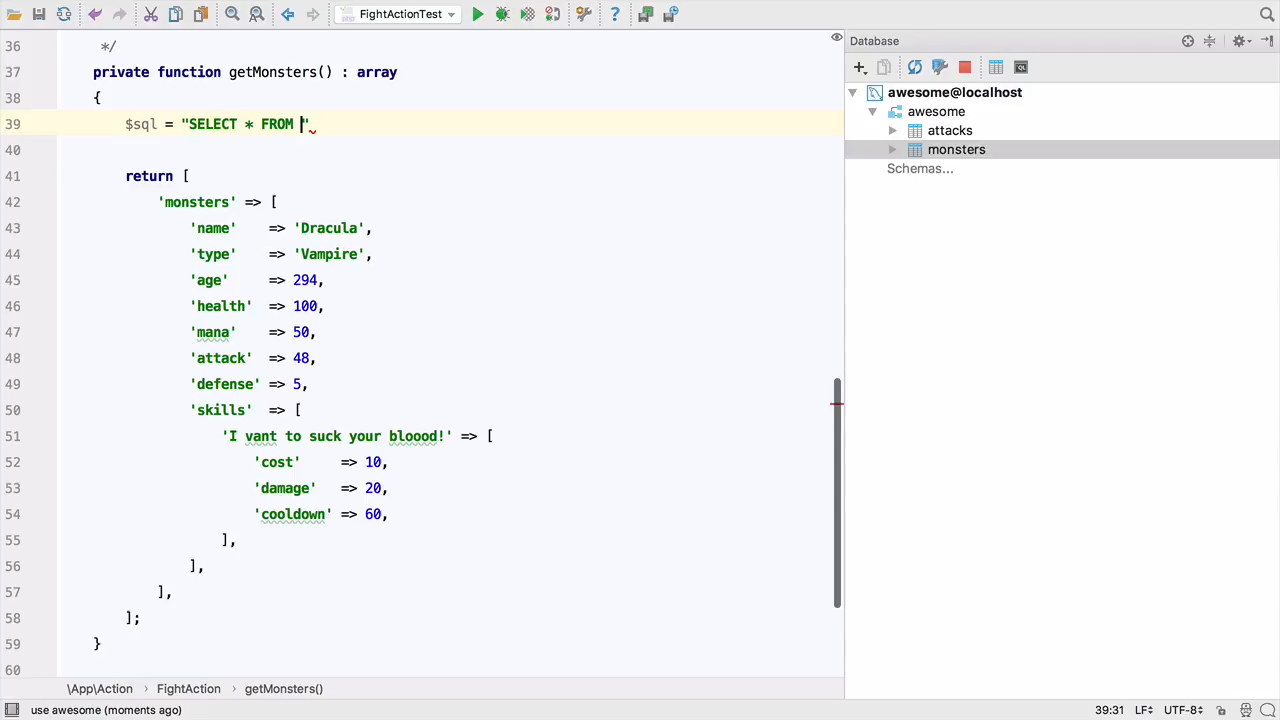 FightActionTest
36 */
37 private function getMonsters() : array
38 {
39 $sql = "SELECT * FROM "
40
41 return [
42 'monsters' => [
43 'name' => 'Dracula',
44 'type' => 'Vampire',
45 'age' => 294,
46 'health' => 100,
47 'mana' => 50,
48 'attack' => 48,
49 'defense' => 5,
50 'skills' => [
51 'I vant to suck your bloood!' => [
52 'cost' => 10,
53 'damage' => 20,
54 'cooldown' => 60,
55 ],
56 ],
57 ],
58 ];
59 }
60
Database
awesome@localhost
awesome
attacks
monsters
Schemas...
\App\Action › FightAction › getMonsters()
use awesome (moments ago)
39:31 LF UTF-8